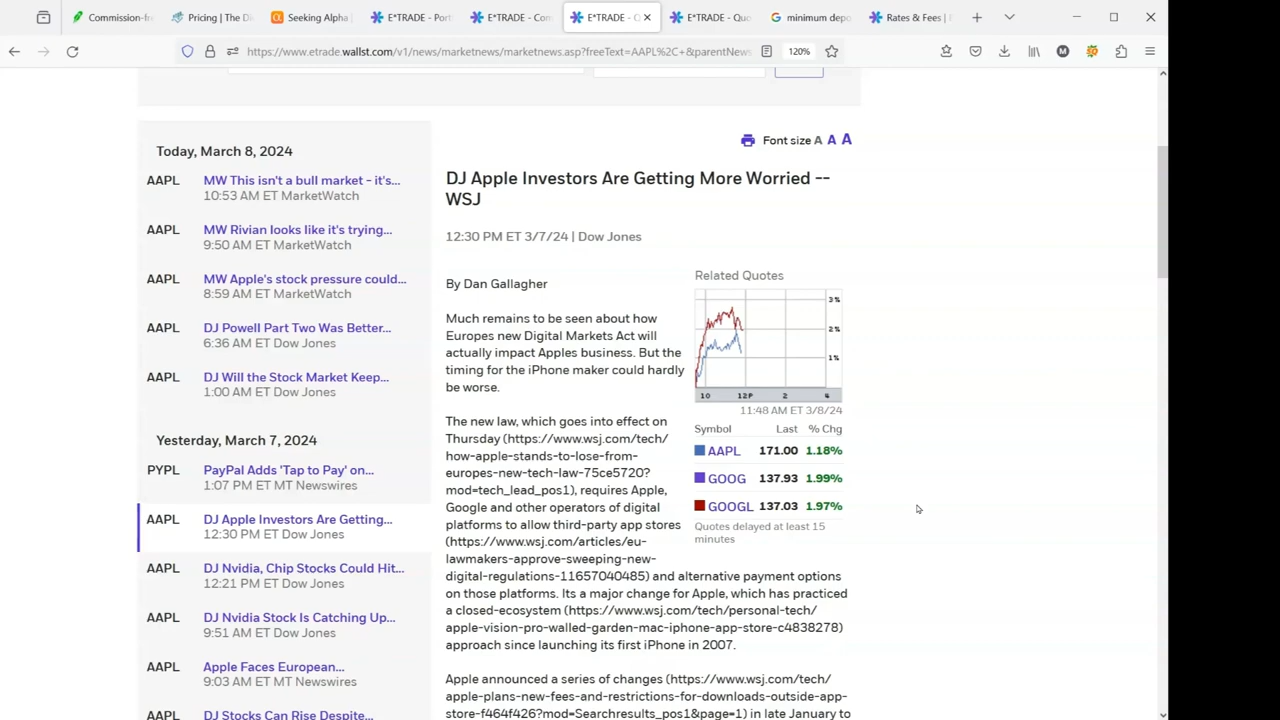 Commission-fr
Pricing | The Di
Seeking Alpha |
E*TRADE - Port
E*TRADE - Com
E*TRADE - Q
E*TRADE - Quo
minimum depo
Rates & Fees |
https://www.etrade.wallst.com/v1/news/marketnews/marketnews.asp?freeText=AAPL%2C+&parentNews
120%
Today, March 8, 2024
AAPL
MW This isn't a bull market - it's...
10:53 AM ET MarketWatch
AAPL
MW Rivian looks like it's trying...
9:50 AM ET MarketWatch
AAPL
MW Apple's stock pressure could...
8:59 AM ET MarketWatch
AAPL
DJ Powell Part Two Was Better...
6:36 AM ET Dow Jones
AAPL
DJ Will the Stock Market Keep...
1:00 AM ET Dow Jones
Yesterday, March 7, 2024
PYPL
PayPal Adds 'Tap to Pay' on...
1:07 PM ET MT Newswires
AAPL
DJ Apple Investors Are Getting...
12:30 PM ET Dow Jones
AAPL
DJ Nvidia, Chip Stocks Could Hit...
12:21 PM ET Dow Jones
AAPL
DJ Nvidia Stock Is Catching Up...
9:51 AM ET Dow Jones
AAPL
Apple Faces European...
9:03 AM ET MT Newswires
AAPL
DJ Stocks Can Rise Despite...
Font size A A A
DJ Apple Investors Are Getting More Worried --
WSJ
12:30 PM ET 3/7/24 | Dow Jones
By Dan Gallagher
Much remains to be seen about how
Europes new Digital Markets Act will
actually impact Apples business. But the
timing for the iPhone maker could hardly
be worse.
The new law, which goes into effect on
Thursday (https://www.wsj.com/tech/
how-apple-stands-to-lose-from-
europes-new-tech-law-75ce5720?
mod=tech_lead_pos1), requires Apple,
Google and other operators of digital
platforms to allow third-party app stores
(https://www.wsj.com/articles/eu-
lawmakers-approve-sweeping-new-
digital-regulations-11657040485) and alternative payment options
on those platforms. Its a major change for Apple, which has practiced
a closed-ecosystem (https://www.wsj.com/tech/personal-tech/
apple-vision-pro-walled-garden-mac-iphone-app-store-c4838278)
approach since launching its first iPhone in 2007.
Apple announced a series of changes (https://www.wsj.com/tech/
apple-plans-new-fees-and-restrictions-for-downloads-outside-app-
store-f464f426?mod=Searchresults_pos1&page=1) in late January to
Related Quotes
3%
2%
1%
10 12P 2 4
11:48 AM ET 3/8/24
Symbol Last % Chg
AAPL 171.00 1.18%
GOOG 137.93 1.99%
GOOGL 137.03 1.97%
Quotes delayed at least 15
minutes